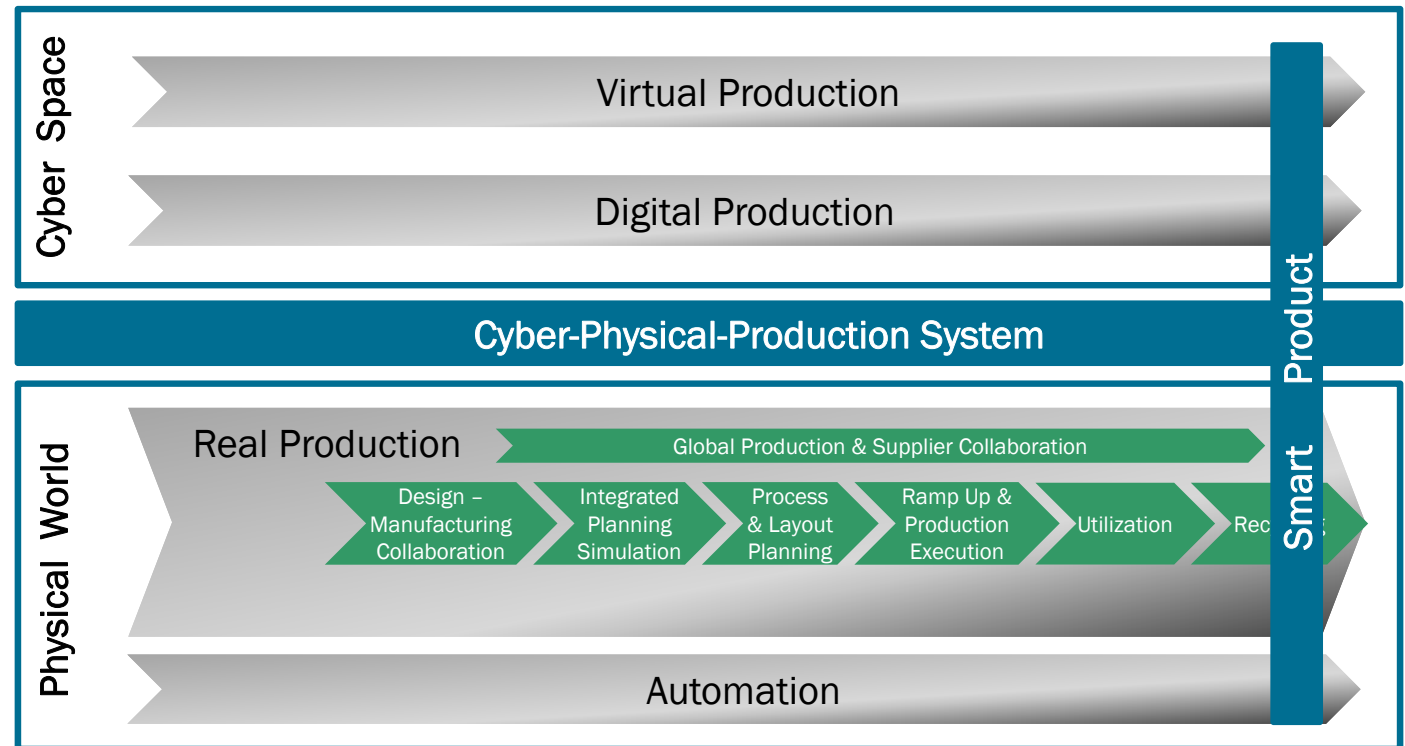 Cyber Space
Virtual Production
Digital Production
Cyber-Physical-Production System
Smart Product
Physical World
Real Production
Global Production & Supplier Collaboration
Design –
Manufacturing
Collaboration
Integrated
Planning
Simulation
Process
& Layout
Planning
Ramp Up &
Production
Execution
Utilization
Automation